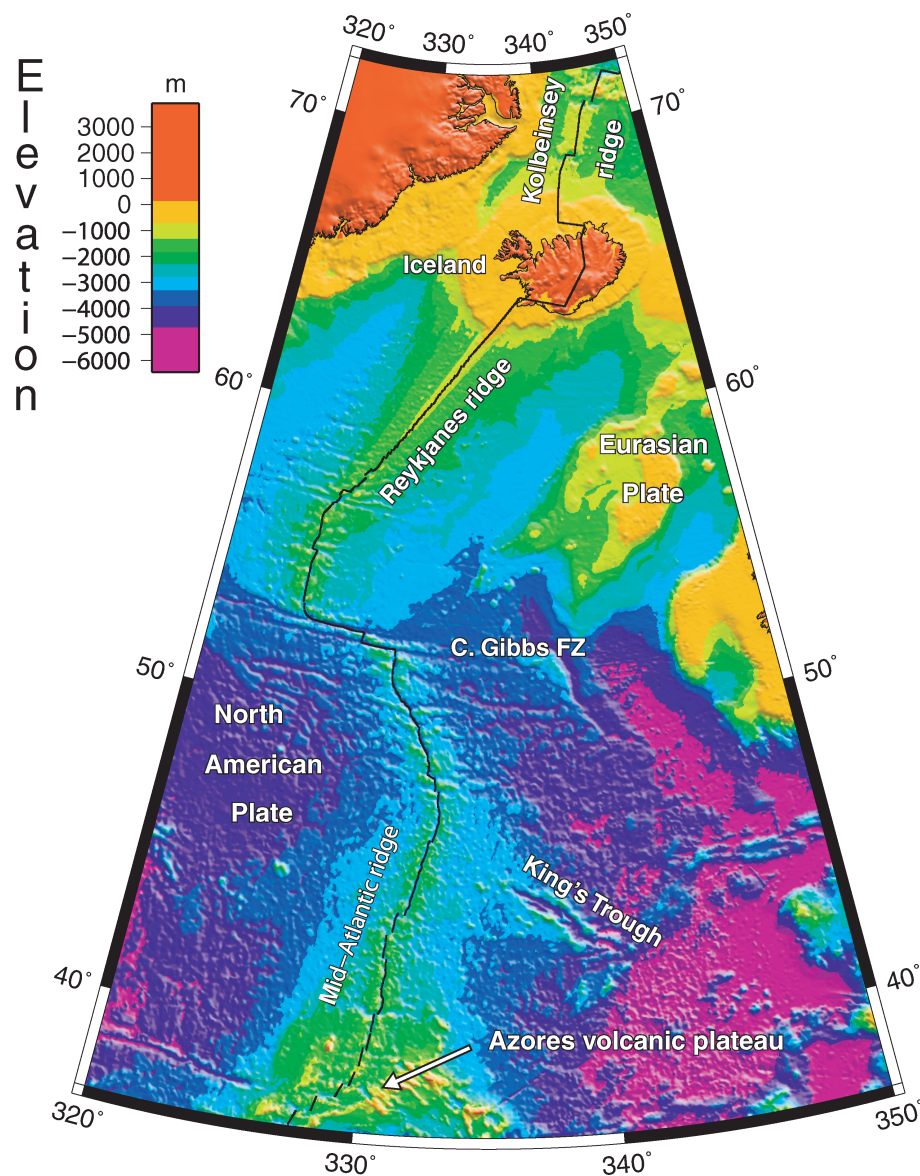 Elevation
m
3000
2000
1000
0
−1000
−2000
−3000
−4000
−5000
−6000
320°
330°
340°
350°
70°
70°
Kolbeinsey
ridge
Iceland
60°
60°
Reykjanes ridge
Eurasian
Plate
C. Gibbs FZ
50°
50°
North
American
Plate
Mid−Atlantic ridge
King's Trough
40°
40°
Azores volcanic plateau
320°
330°
340°
350°